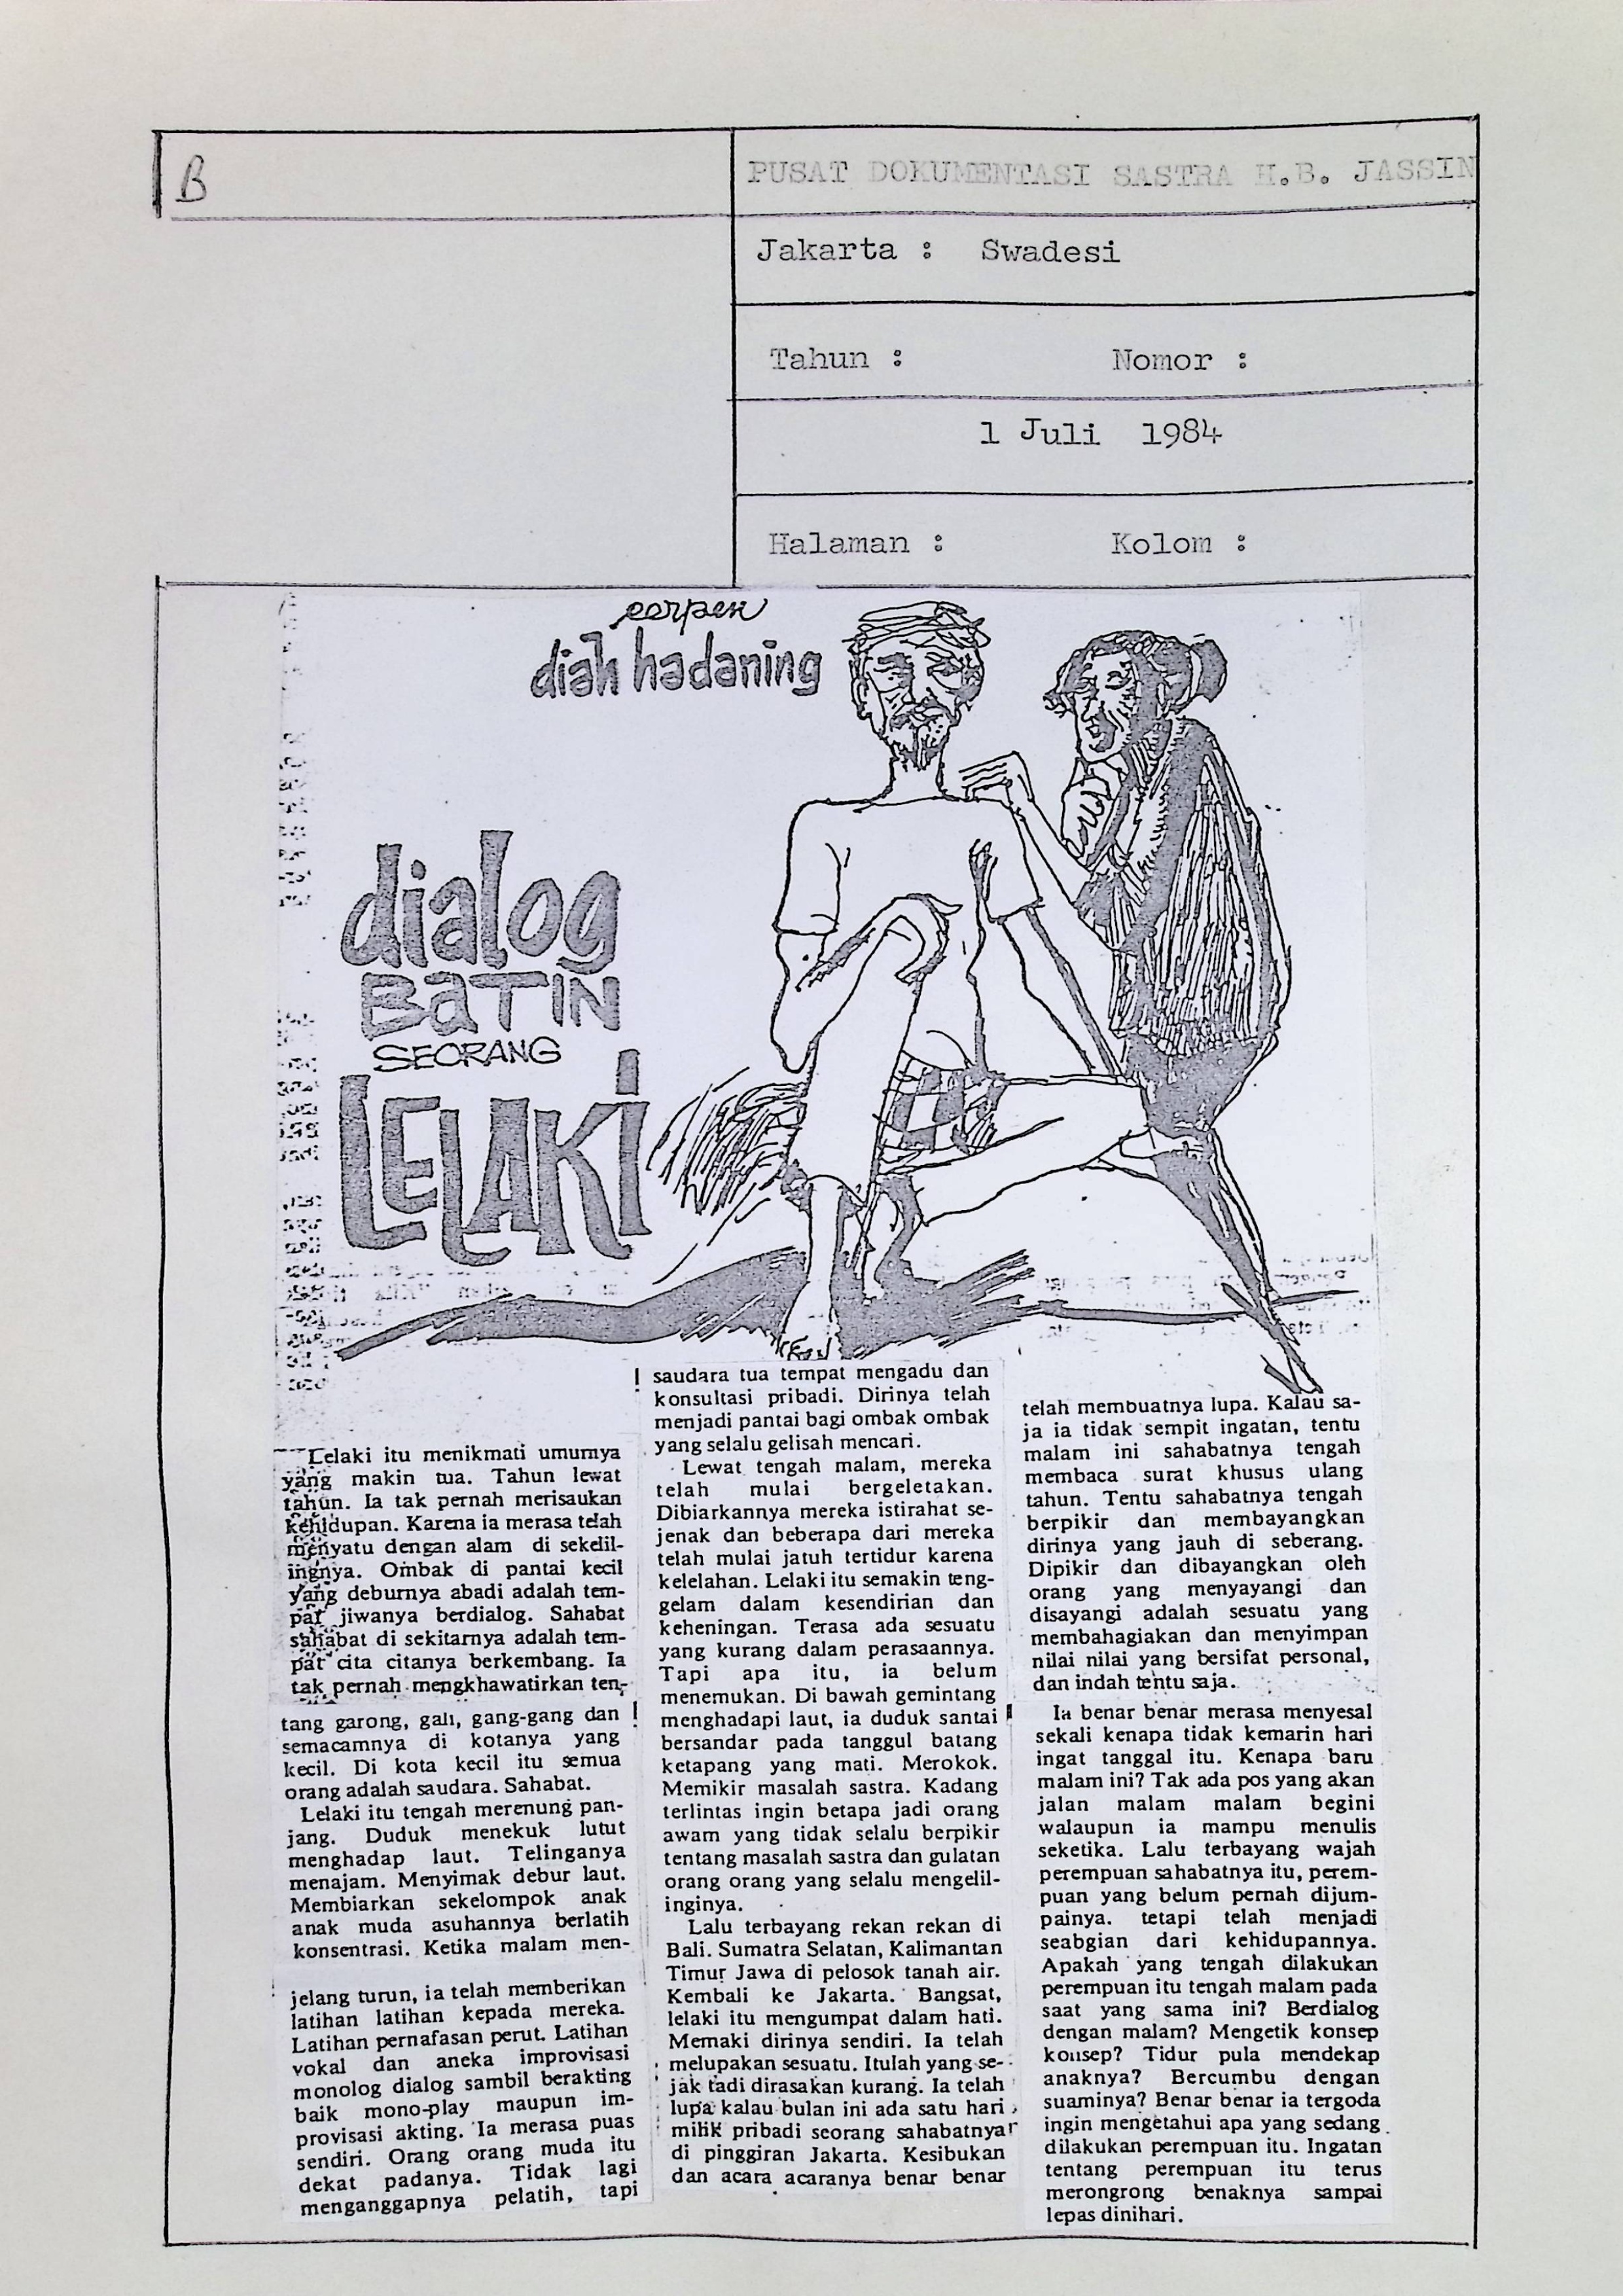 B
PUSAT DOKUMENTASI SASTRA H.B. JASSIN
Jakarta : Swadesi
Tahun : Nomor :
1 Juli 1984
Halaman : Kolom :
cerpen
diah hadaning
dialog
BATIN
SEORANG
LELAKI
Lelaki itu menikmati umurnya
yang makin tua. Tahun lewat
tahun. Ia tak pernah merisaukan
kehidupan. Karena ia merasa telah
menyatu dengan alam di sekelil-
ingnya. Ombak di pantai kecil
yang deburnya abadi adalah tem-
pat jiwanya berdialog. Sahabat
sahabat di sekitarnya adalah tem-
pat cita citanya berkembang. Ia
tak pernah mengkhawatirkan ten-
tang garong, gali, gang-gang dan
semacamnya di kotanya yang
kecil. Di kota kecil itu semua
orang adalah saudara. Sahabat.
Lelaki itu tengah merenung pan-
jang. Duduk menekuk lutut
menghadap laut. Telinganya
menajam. Menyimak debur laut.
Membiarkan sekelompok anak
anak muda asuhannya berlatih
konsentrasi. Ketika malam men-
jelang turun, ia telah memberikan
latihan latihan kepada mereka.
Latihan pernafasan perut. Latihan
vokal dan aneka improvisasi
monolog dialog sambil berakting
baik mono-play maupun im-
provisasi akting. Ia merasa puas
sendiri. Orang orang muda itu
dekat padanya. Tidak lagi
menganggapnya pelatih, tapi
saudara tua tempat mengadu dan
konsultasi pribadi. Dirinya telah
menjadi pantai bagi ombak ombak
yang selalu gelisah mencari.
Lewat tengah malam, mereka
telah mulai bergeletakan.
Dibiarkannya mereka istirahat se-
jenak dan beberapa dari mereka
telah mulai jatuh tertidur karena
kelelahan. Lelaki itu semakin teng-
gelam dalam kesendirian dan
keheningan. Terasa ada sesuatu
yang kurang dalam perasaannya.
Tapi apa itu, ia belum
menemukan. Di bawah gemintang
menghadapi laut, ia duduk santai
bersandar pada tanggul batang
ketapang yang mati. Merokok.
Memikir masalah sastra. Kadang
terlintas ingin betapa jadi orang
awam yang tidak selalu berpikir
tentang masalah sastra dan gulatan
orang orang yang selalu mengelil-
inginya.
Lalu terbayang rekan rekan di
Bali. Sumatra Selatan, Kalimantan
Timur Jawa di pelosok tanah air.
Kembali ke Jakarta. Bangsat,
lelaki itu mengumpat dalam hati.
Memaki dirinya sendiri. Ia telah
melupakan sesuatu. Itulah yang se-
jak tadi dirasakan kurang. Ia telah
lupa kalau bulan ini ada satu hari
milik pribadi seorang sahabatnya
di pinggiran Jakarta. Kesibukan
dan acara acaranya benar benar
telah membuatnya lupa. Kalau sa-
ja ia tidak sempit ingatan, tentu
malam ini sahabatnya tengah
membaca surat khusus ulang
tahun. Tentu sahabatnya tengah
berpikir dan membayangkan
dirinya yang jauh di seberang.
Dipikir dan dibayangkan oleh
orang yang menyayangi dan
disayangi adalah sesuatu yang
membahagiakan dan menyimpan
nilai nilai yang bersifat personal,
dan indah tentu saja.
Ia benar benar merasa menyesal
sekali kenapa tidak kemarin hari
ingat tanggal itu. Kenapa baru
malam ini? Tak ada pos yang akan
jalan malam malam begini
walaupun ia mampu menulis
seketika. Lalu terbayang wajah
perempuan sahabatnya itu, perem-
puan yang belum pernah dijum-
painya. tetapi telah menjadi
seabgian dari kehidupannya.
Apakah yang tengah dilakukan
perempuan itu tengah malam pada
saat yang sama ini? Berdialog
dengan malam? Mengetik konsep
konsep? Tidur pula mendekap
anaknya? Bercumbu dengan
suaminya? Benar benar ia tergoda
ingin mengetahui apa yang sedang
dilakukan perempuan itu. Ingatan
tentang perempuan itu terus
merongrong benaknya sampai
lepas dinihari.